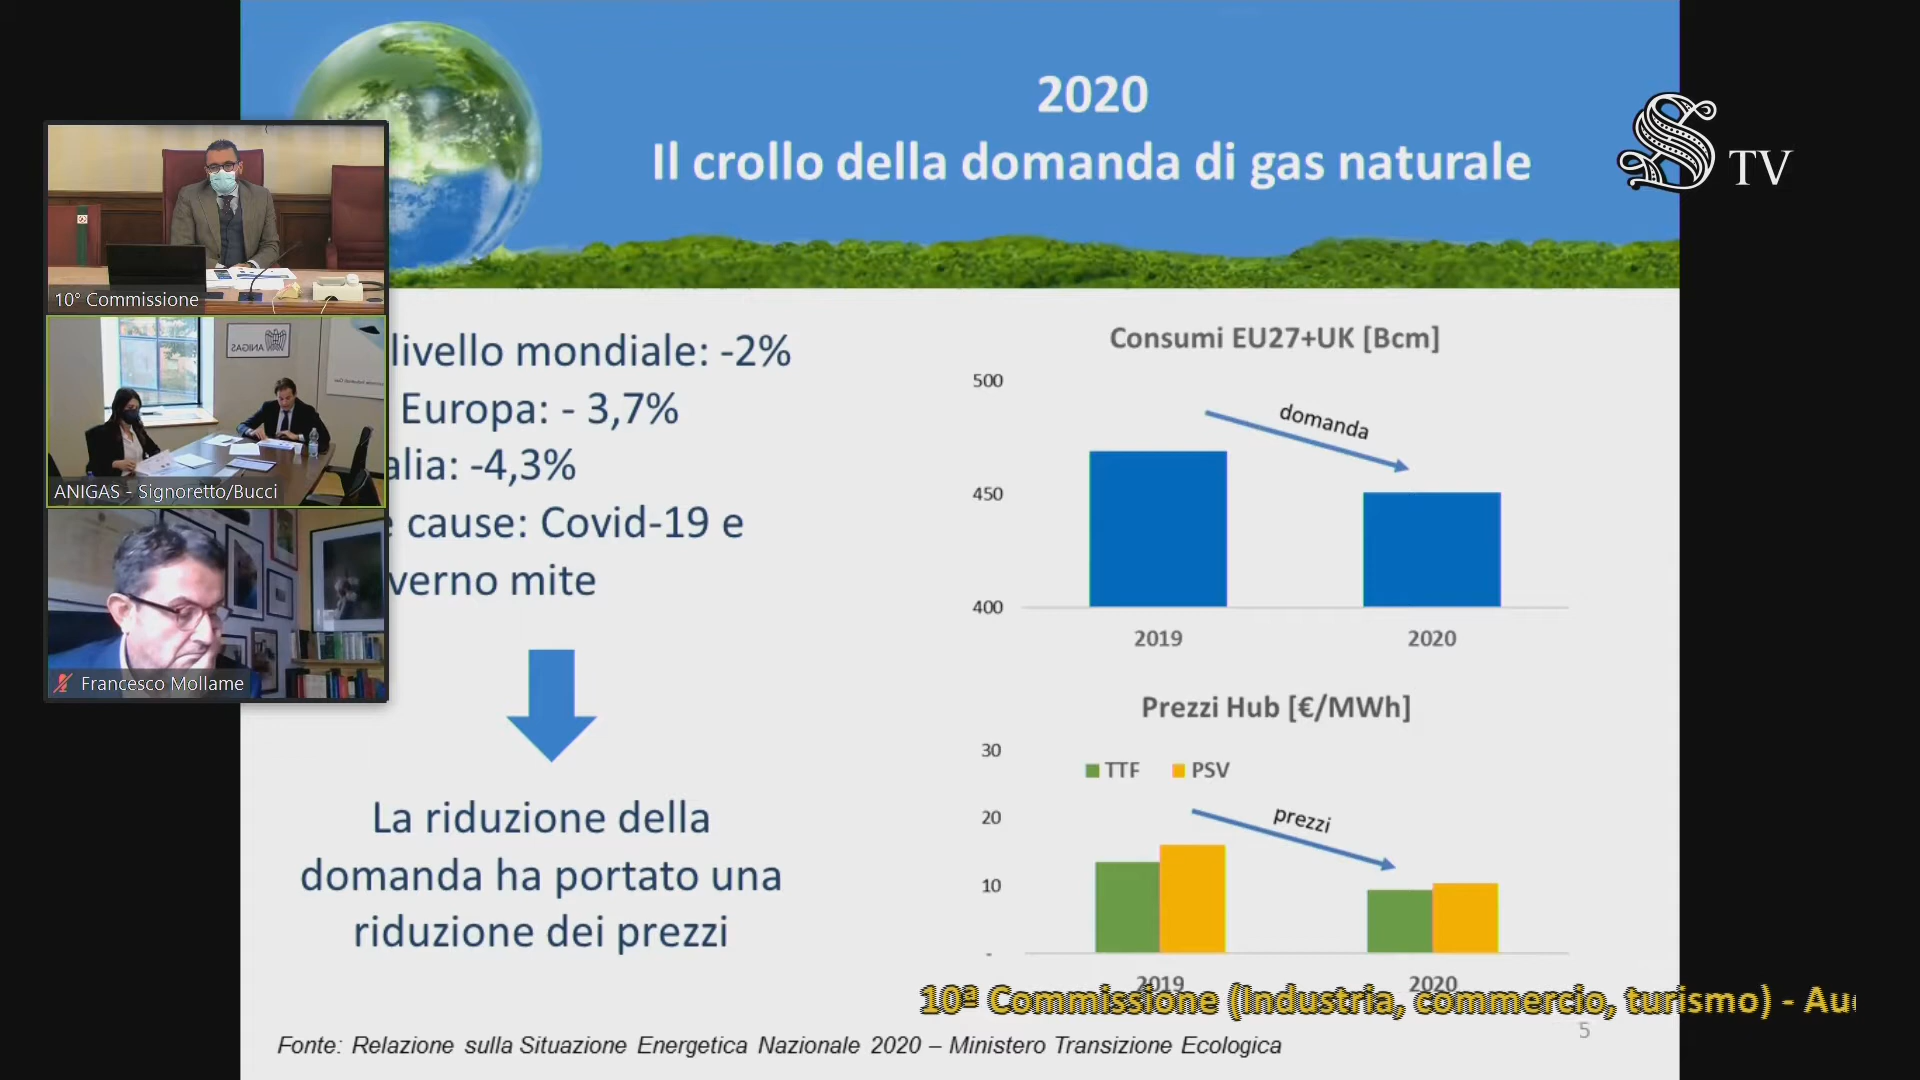 2020
Il crollo della domanda di gas naturale
TV
10° Commissione
ANIGAS
ANIGAS - Signoretto/Bucci
Francesco Mollame
livello mondiale: -2%
Europa: - 3,7%
alia: -4,3%
e cause: Covid-19 e
verno mite
La riduzione della
domanda ha portato una
riduzione dei prezzi
Consumi EU27+UK [Bcm]
500
450
400
domanda
2019 2020
Prezzi Hub [€/MWh]
30
20
10
-
TTF PSV
prezzi
2019 2020
10ª Commissione (Industria, commercio, turismo) - Au
5
Fonte: Relazione sulla Situazione Energetica Nazionale 2020 – Ministero Transizione Ecologica